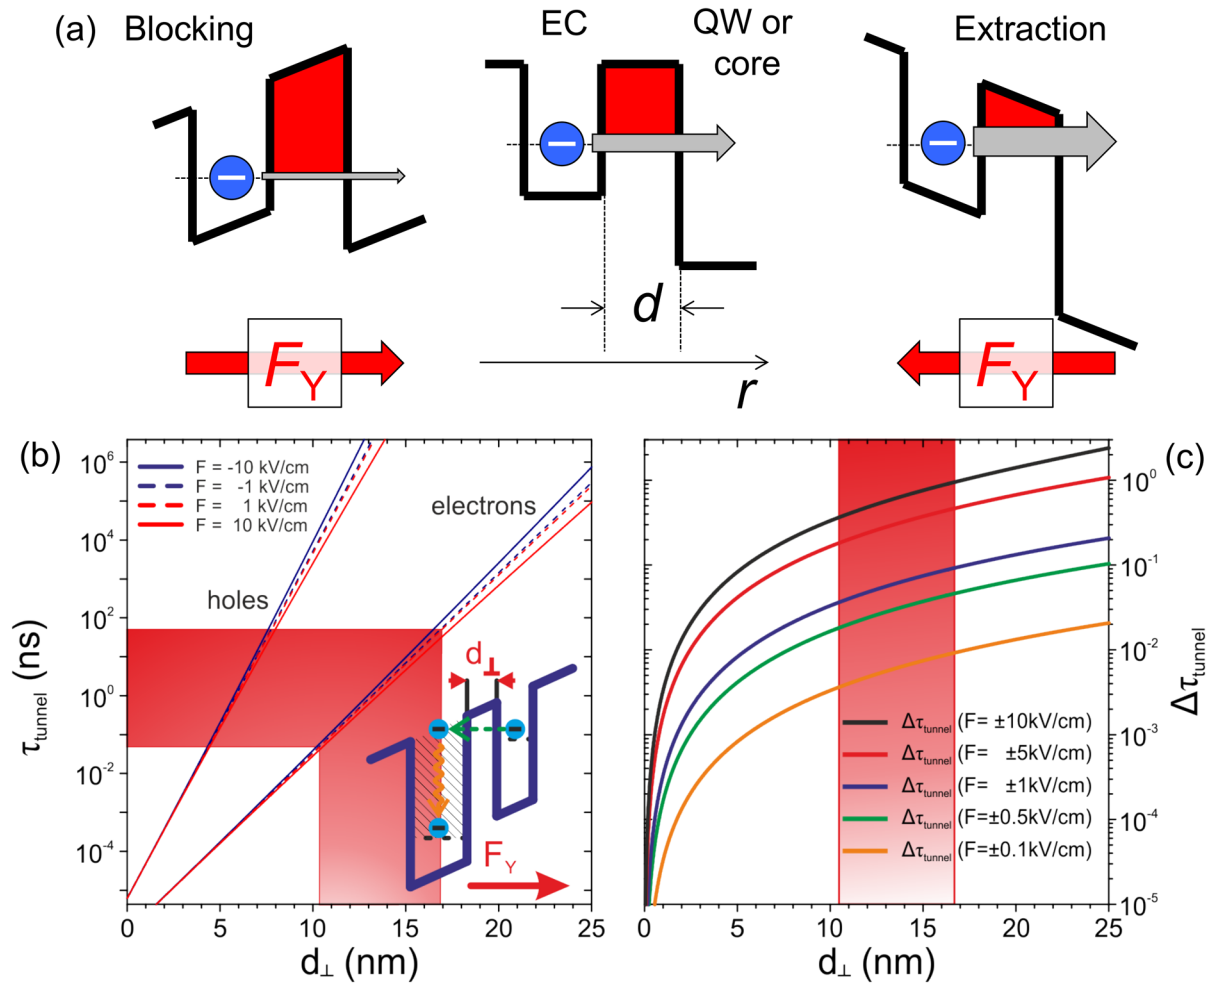 (a) Blocking EC QW or core Extraction
d
r
F_Y F_Y
(b)
F = -10 kV/cm
F = -1 kV/cm
F = 1 kV/cm
F = 10 kV/cm
electrons
holes
d⊥
F_Y
10^6
10^4
10^2
10^0
10^-2
10^-4
τ_tunnel (ns)
0 5 10 15 20 25
d⊥ (nm)
(c)
10^0
10^-1
10^-2
10^-3
10^-4
10^-5
Δτ_tunnel
Δτ_tunnel (F= ±10kV/cm)
Δτ_tunnel (F= ±5kV/cm)
Δτ_tunnel (F= ±1kV/cm)
Δτ_tunnel (F=±0.5kV/cm)
Δτ_tunnel (F=±0.1kV/cm)
0 5 10 15 20 25
d⊥ (nm)